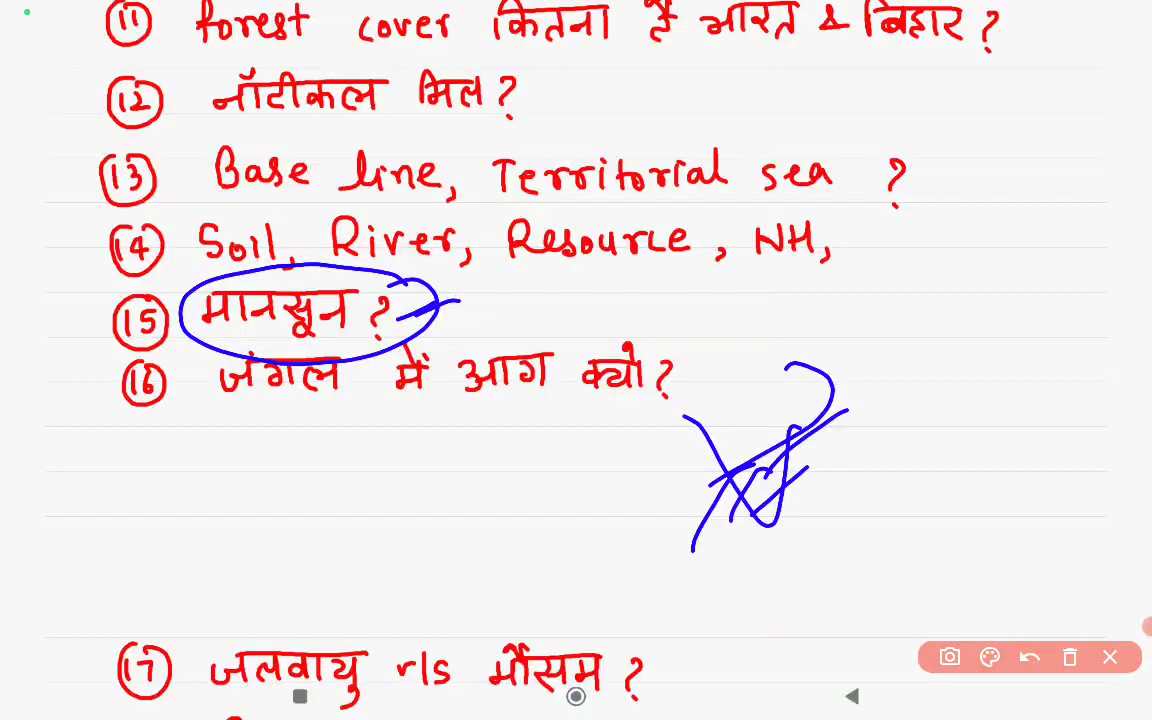 11 forest cover कितना है भारत & बिहार ?
12 नॉटीकल मिल ?
13 Base line, Territorial sea ?
14 Soil, River, Resource, NH,
15 मानसून ?
16 जंगल में आग क्यो ?
17 जलवायु r/s मौसम ?